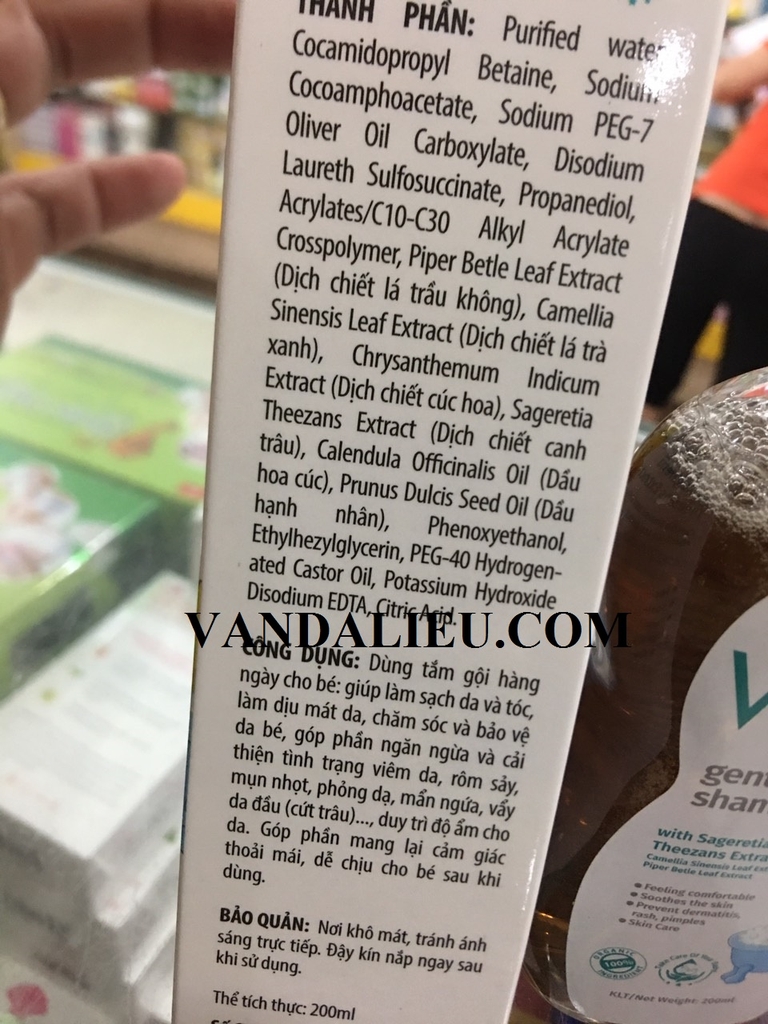 THÀNH PHẦN: Purified water
Cocamidopropyl Betaine, Sodium
Cocoamphoacetate, Sodium PEG-7
Oliver Oil Carboxylate, Disodium
Laureth Sulfosuccinate, Propanediol,
Acrylates/C10-C30 Alkyl Acrylate
Crosspolymer, Piper Betle Leaf Extract
(Dịch chiết lá trầu không), Camellia
Sinensis Leaf Extract (Dịch chiết lá trà
xanh), Chrysanthemum Indicum
Extract (Dịch chiết cúc hoa), Sageretia
Theezans Extract (Dịch chiết canh
trâu), Calendula Officinalis Oil (Dầu
hoa cúc), Prunus Dulcis Seed Oil (Dầu
hạnh nhân), Phenoxyethanol,
Ethylhezylglycerin, PEG-40 Hydrogen-
ated Castor Oil, Potassium Hydroxide
Disodium EDTA, Citric Acid.
VANDALIEU.COM
CÔNG DỤNG: Dùng tắm gội hàng
ngày cho bé: giúp làm sạch da và tóc,
làm dịu mát da, chăm sóc và bảo vệ
da bé, góp phần ngăn ngừa và cải
thiện tình trạng viêm da, rôm sảy,
mụn nhọt, phỏng dạ, mẩn ngứa, vẩy
da đầu (cứt trâu)..., duy trì độ ẩm cho
da. Góp phần mang lại cảm giác
thoải mái, dễ chịu cho bé sau khi
dùng.
BẢO QUẢN: Nơi khô mát, tránh ánh
sáng trực tiếp. Đậy kín nắp ngay sau
khi sử dụng.
Thể tích thực: 200ml
gent
sham
with Sageretia
Theezans Extra
Camellia Sinensis Leaf Ext
Piper Betle Leaf Extract
• Feeling comfortable
• Soothes the skin
• Prevent dermatitis,
rash, pimples
• Skin Care
ORGANIC
100%
INGREDIENT
KLT/Net Weight: 200ml